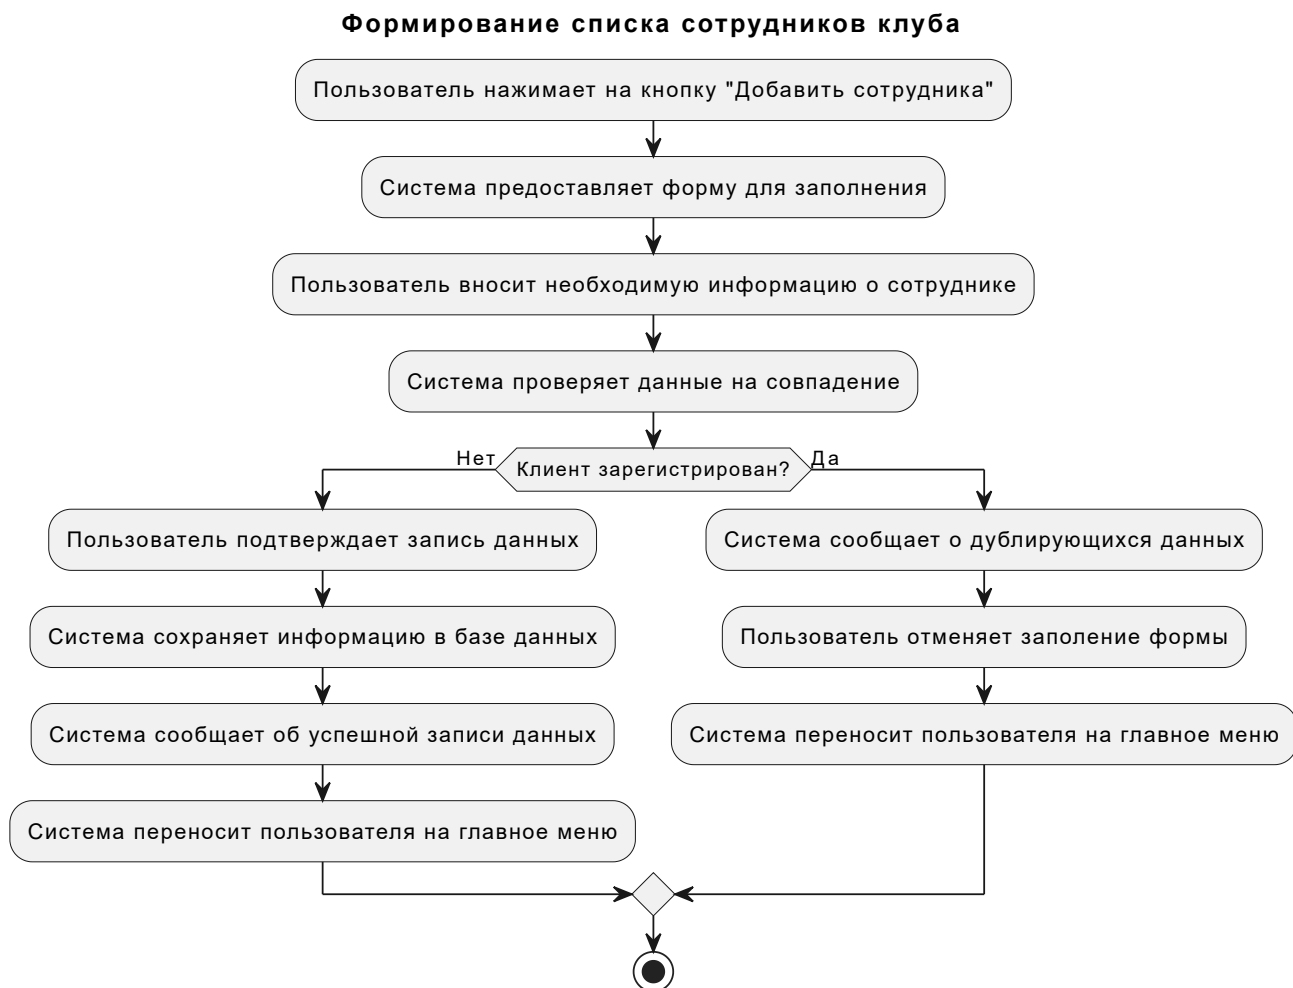 Формирование списка сотрудников клуба
Пользователь нажимает на кнопку "Добавить сотрудника"
Система предоставляет форму для заполнения
Пользователь вносит необходимую информацию о сотруднике
Система проверяет данные на совпадение
Нет
Клиент зарегистрирован?
Да
Пользователь подтверждает запись данных
Система сохраняет информацию в базе данных
Система сообщает об успешной записи данных
Система переносит пользователя на главное меню
Система сообщает о дублирующихся данных
Пользователь отменяет заполение формы
Система переносит пользователя на главное меню